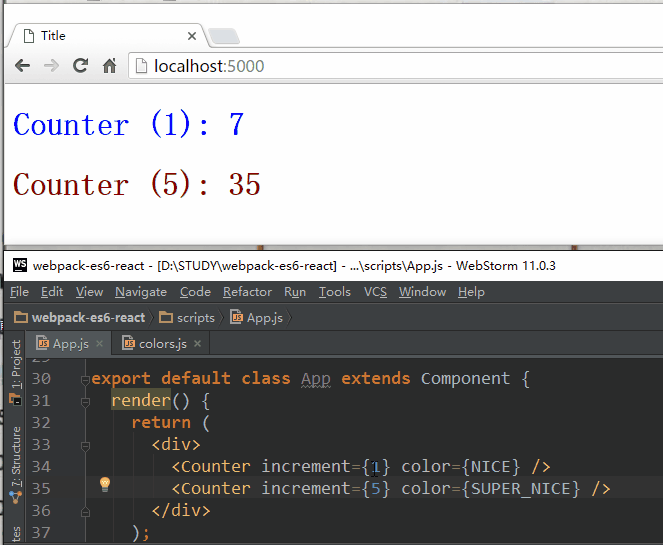 Title
localhost:5000
Counter (1): 7
Counter (5): 35
WS webpack-es6-react - [D:\STUDY\webpack-es6-react] - ...\scripts\App.js - WebStorm 11.0.3
File Edit View Navigate Code Refactor Run Tools VCS Window Help
webpack-es6-react scripts App.js
App.js colors.js
1: Project
7: Structure
30 export default class App extends Component {
31 render() {
32 return (
33 <div>
34 <Counter increment={1} color={NICE} />
35 <Counter increment={5} color={SUPER_NICE} />
36 </div>
37 );